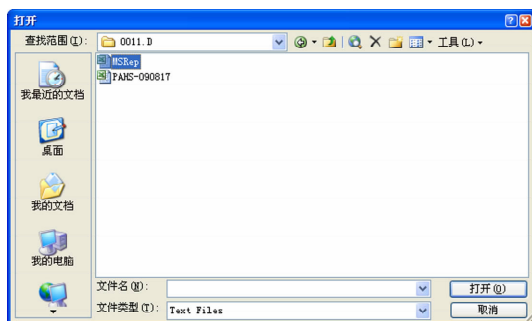 打开
查找范围(I):
0011.D
工具(L)
MSRep
PAHS-090817
我最近的文档
桌面
我的文档
我的电脑
文件名(N):
打开(O)
文件类型(T):
Text Files
取消